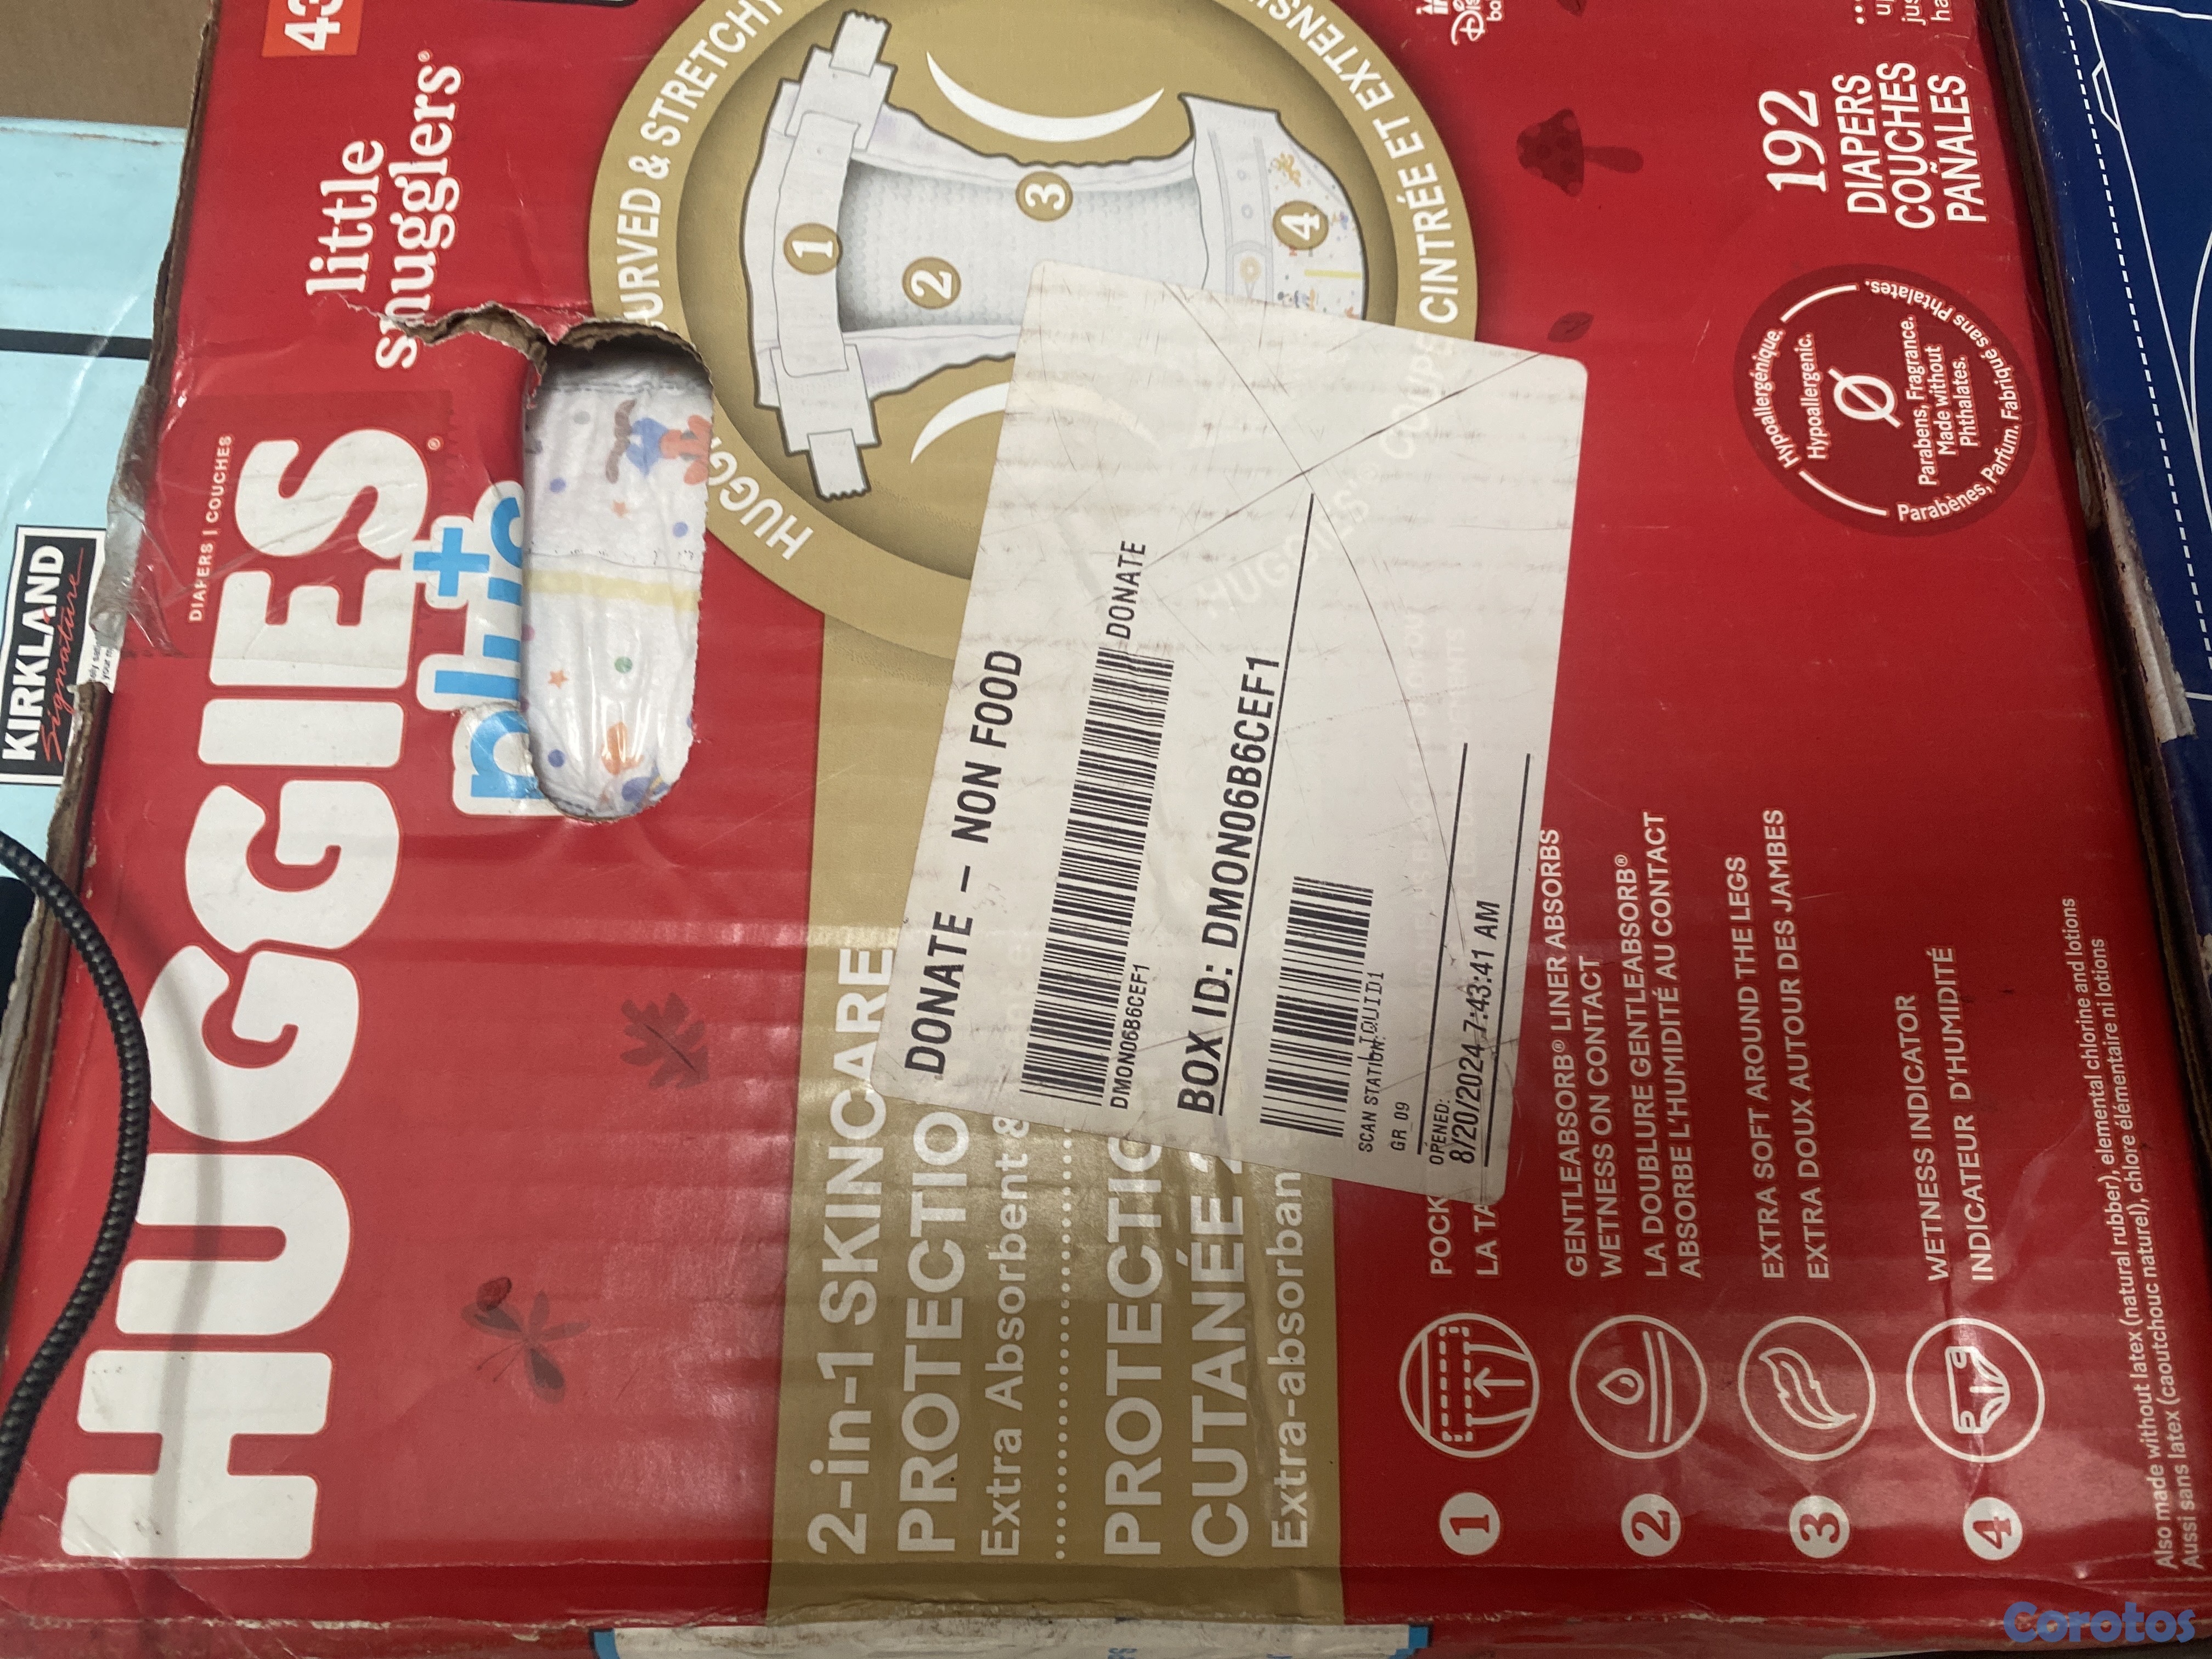 43
little
snugglers®
DIAPERS | COUCHES
HUGGIES®
plus+
KIRKLAND
Signature
CURVED & STRETCHY
CINTRÉE ET EXTENSI
1
2
3
4
192
DIAPERS
COUCHES
PAÑALES
Hypoallergénique.
Hypoallergenic.
Parabens, Fragrance.
Made without
Phthalates.
Parabènes, Parfum. Fabriqué sans Phtalates.
2-in-1 SKINCARE
PROTECTIO
Extra Absorbent &
PROTECTIO
CUTANÉE 2
Extra-absorban
DONATE - NON FOOD
DONATE
DMON06B6CEF1
BOX ID: DMON06B6CEF1
SCAN STATION:
LIQUID1
GR_09
OPENED:
8/20/2024 7:43:41 AM
HUGGIES® COUPE
1
POCK
LA TA
2
GENTLEABSORB® LINER ABSORBS
WETNESS ON CONTACT
LA DOUBLURE GENTLEABSORB®
ABSORBE L'HUMIDITÉ AU CONTACT
3
EXTRA SOFT AROUND THE LEGS
EXTRA DOUX AUTOUR DES JAMBES
4
WETNESS INDICATOR
INDICATEUR D'HUMIDITÉ
Also made without latex (natural rubber), elemental chlorine and lotions
Aussi sans latex (caoutchouc naturel), chlore élémentaire ni lotions
Corotos